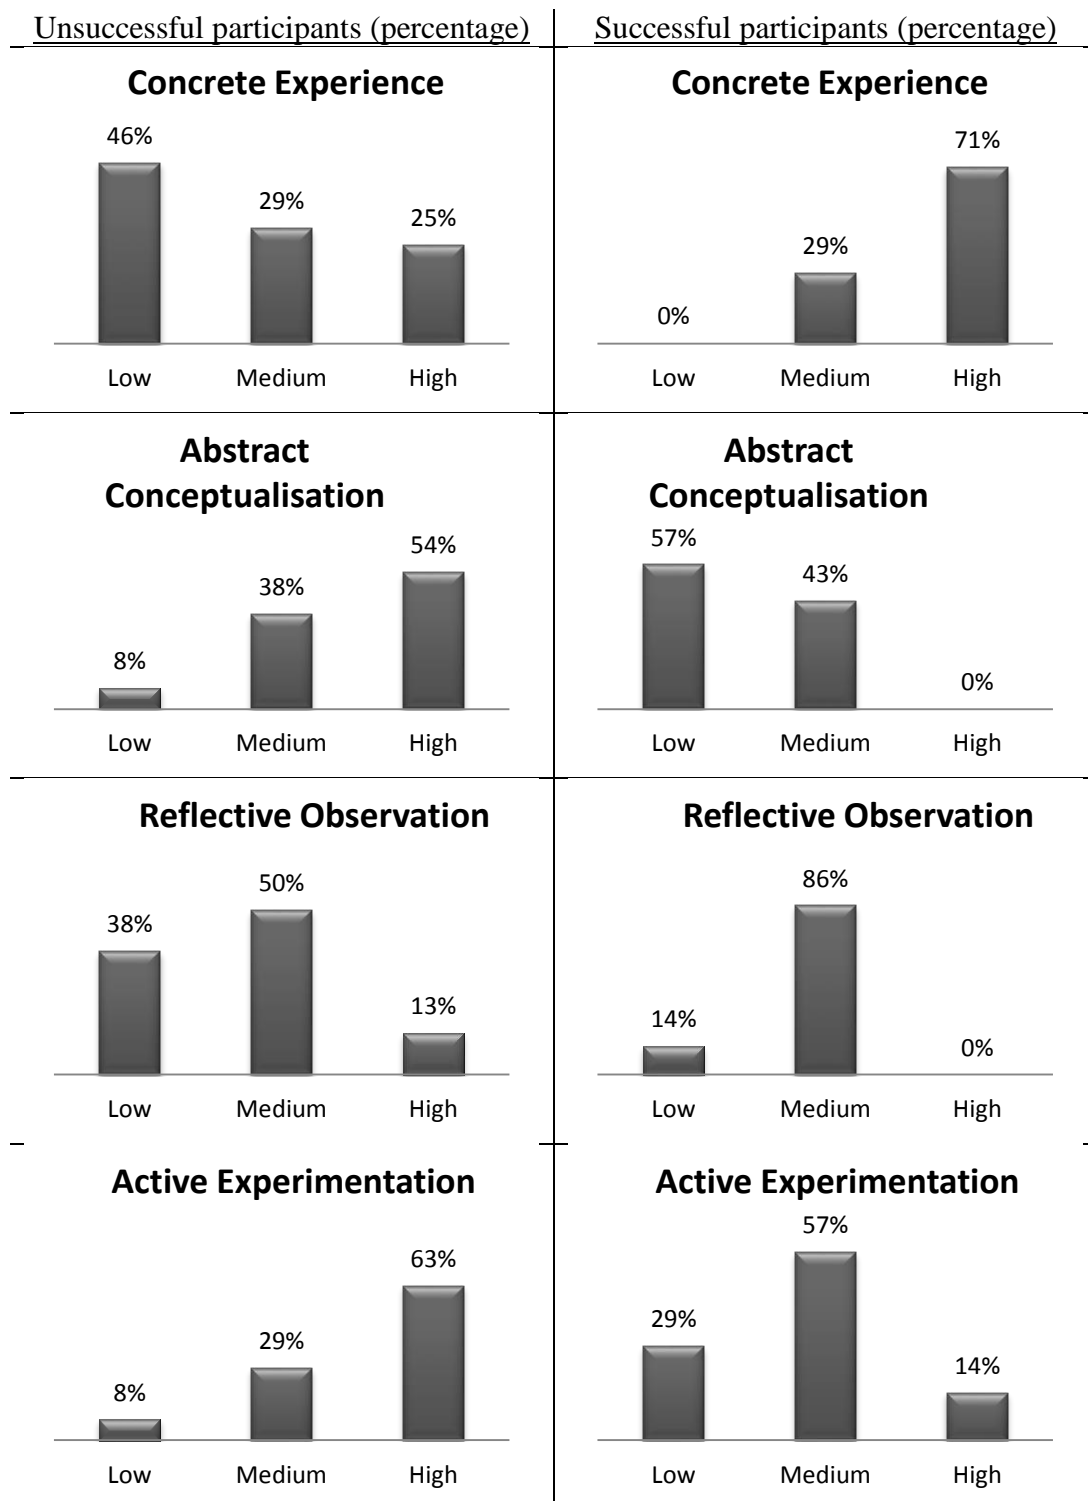 Unsuccessful participants (percentage)
Successful participants (percentage)
Concrete Experience
46%
29%
25%
Low Medium High
Concrete Experience
71%
29%
0%
Low Medium High
Abstract
Conceptualisation
54%
38%
8%
Low Medium High
Abstract
Conceptualisation
57%
43%
0%
Low Medium High
Reflective Observation
50%
38%
13%
Low Medium High
Reflective Observation
86%
14%
0%
Low Medium High
Active Experimentation
63%
29%
8%
Low Medium High
Active Experimentation
57%
29%
14%
Low Medium High